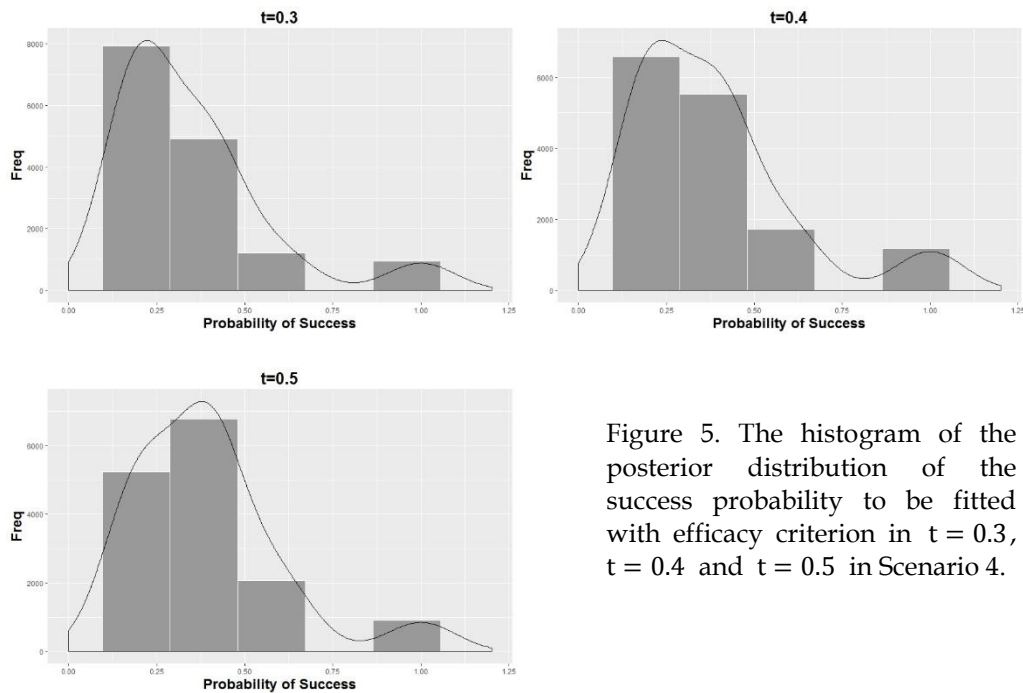 t=0.3
Freq
8000
6000
4000
2000
0
0.00 0.25 0.50 0.75 1.00 1.25
Probability of Success
t=0.4
Freq
6000
4000
2000
0
0.00 0.25 0.50 0.75 1.00 1.25
Probability of Success
t=0.5
Freq
6000
4000
2000
0
0.00 0.25 0.50 0.75 1.00 1.25
Probability of Success
Figure 5. The histogram of the
posterior distribution of the
success probability to be fitted
with efficacy criterion in t = 0.3,
t = 0.4 and t = 0.5 in Scenario 4.